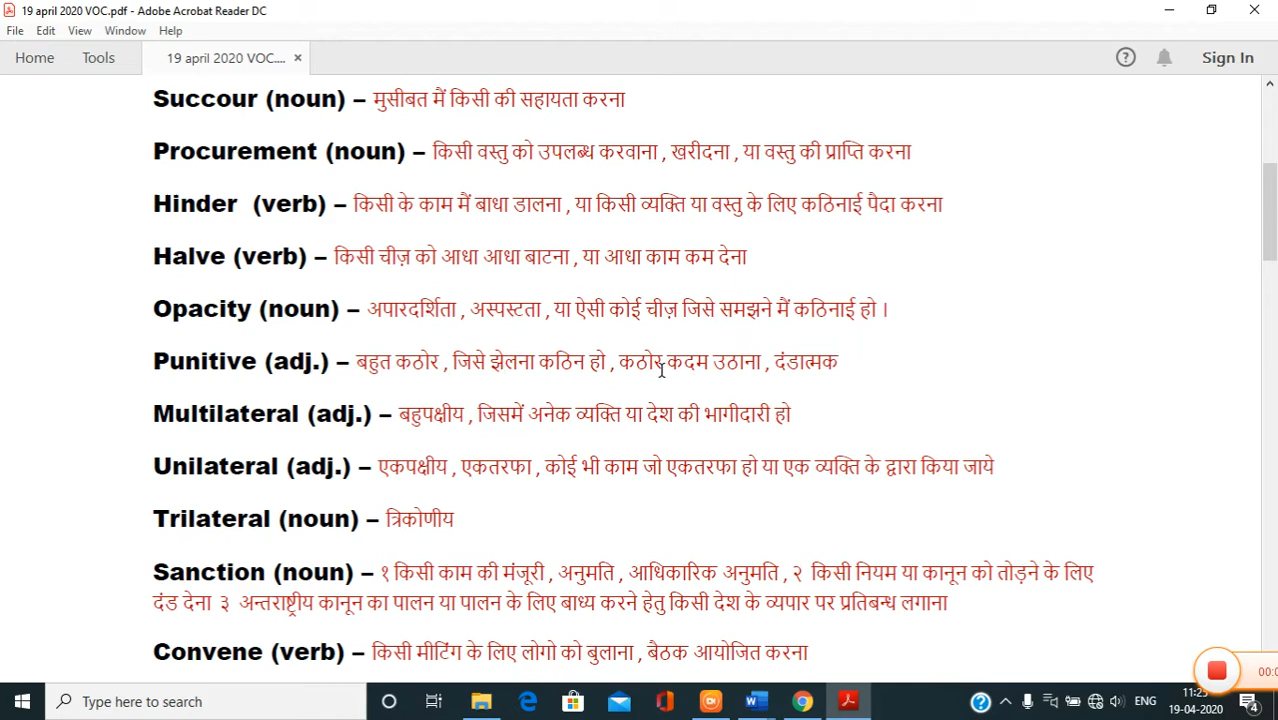 19 april 2020 VOC.pdf - Adobe Acrobat Reader DC
File Edit View Window Help
Home Tools 19 april 2020 VOC.... × Sign In
Succour (noun) – मुसीबत मैं किसी की सहायता करना
Procurement (noun) – किसी वस्तु को उपलब्ध करवाना , खरीदना , या वस्तु की प्राप्ति करना
Hinder (verb) – किसी के काम मैं बाधा डालना , या किसी व्यक्ति या वस्तु के लिए कठिनाई पैदा करना
Halve (verb) – किसी चीज़ को आधा आधा बाटना , या आधा काम कम देना
Opacity (noun) – अपारदर्शिता , अस्पस्टता , या ऐसी कोई चीज़ जिसे समझने मैं कठिनाई हो ।
Punitive (adj.) – बहुत कठोर , जिसे झेलना कठिन हो , कठोर कदम उठाना , दंडात्मक
Multilateral (adj.) – बहुपक्षीय , जिसमें अनेक व्यक्ति या देश की भागीदारी हो
Unilateral (adj.) – एकपक्षीय , एकतरफा , कोई भी काम जो एकतरफा हो या एक व्यक्ति के द्वारा किया जाये
Trilateral (noun) – त्रिकोणीय
Sanction (noun) – १ किसी काम की मंजूरी , अनुमति , आधिकारिक अनुमति , २ किसी नियम या कानून को तोड़ने के लिए
दंड देना ३ अन्तराष्ट्रीय कानून का पालन या पालन के लिए बाध्य करने हेतु किसी देश के व्यपार पर प्रतिबन्ध लगाना
Convene (verb) – किसी मीटिंग के लिए लोगो को बुलाना , बैठक आयोजित करना
Type here to search
ENG
19-04-2020
4